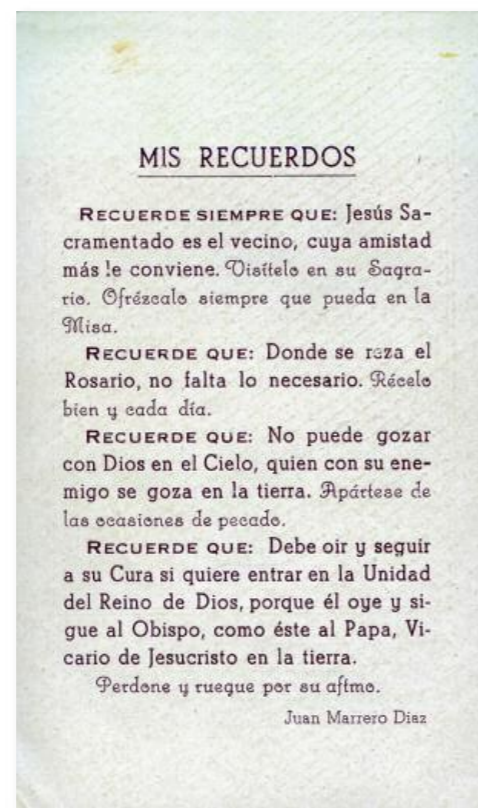 MIS RECUERDOS
RECUERDE SIEMPRE QUE: Jesús Sa-
cramentado es el vecino, cuya amistad
más le conviene. Visítelo en su Sagra-
rio. Ofrézcalo siempre que pueda en la
Misa.
RECUERDE QUE: Donde se reza el
Rosario, no falta lo necesario. Récelo
bien y cada día.
RECUERDE QUE: No puede gozar
con Dios en el Cielo, quien con su ene-
migo se goza en la tierra. Apártese de
las ocasiones de pecado.
RECUERDE QUE: Debe oir y seguir
a su Cura si quiere entrar en la Unidad
del Reino de Dios, porque él oye y si-
gue al Obispo, como éste al Papa, Vi-
cario de Jesucristo en la tierra.
Perdone y ruegue por su aftmo.
Juan Marrero Diaz